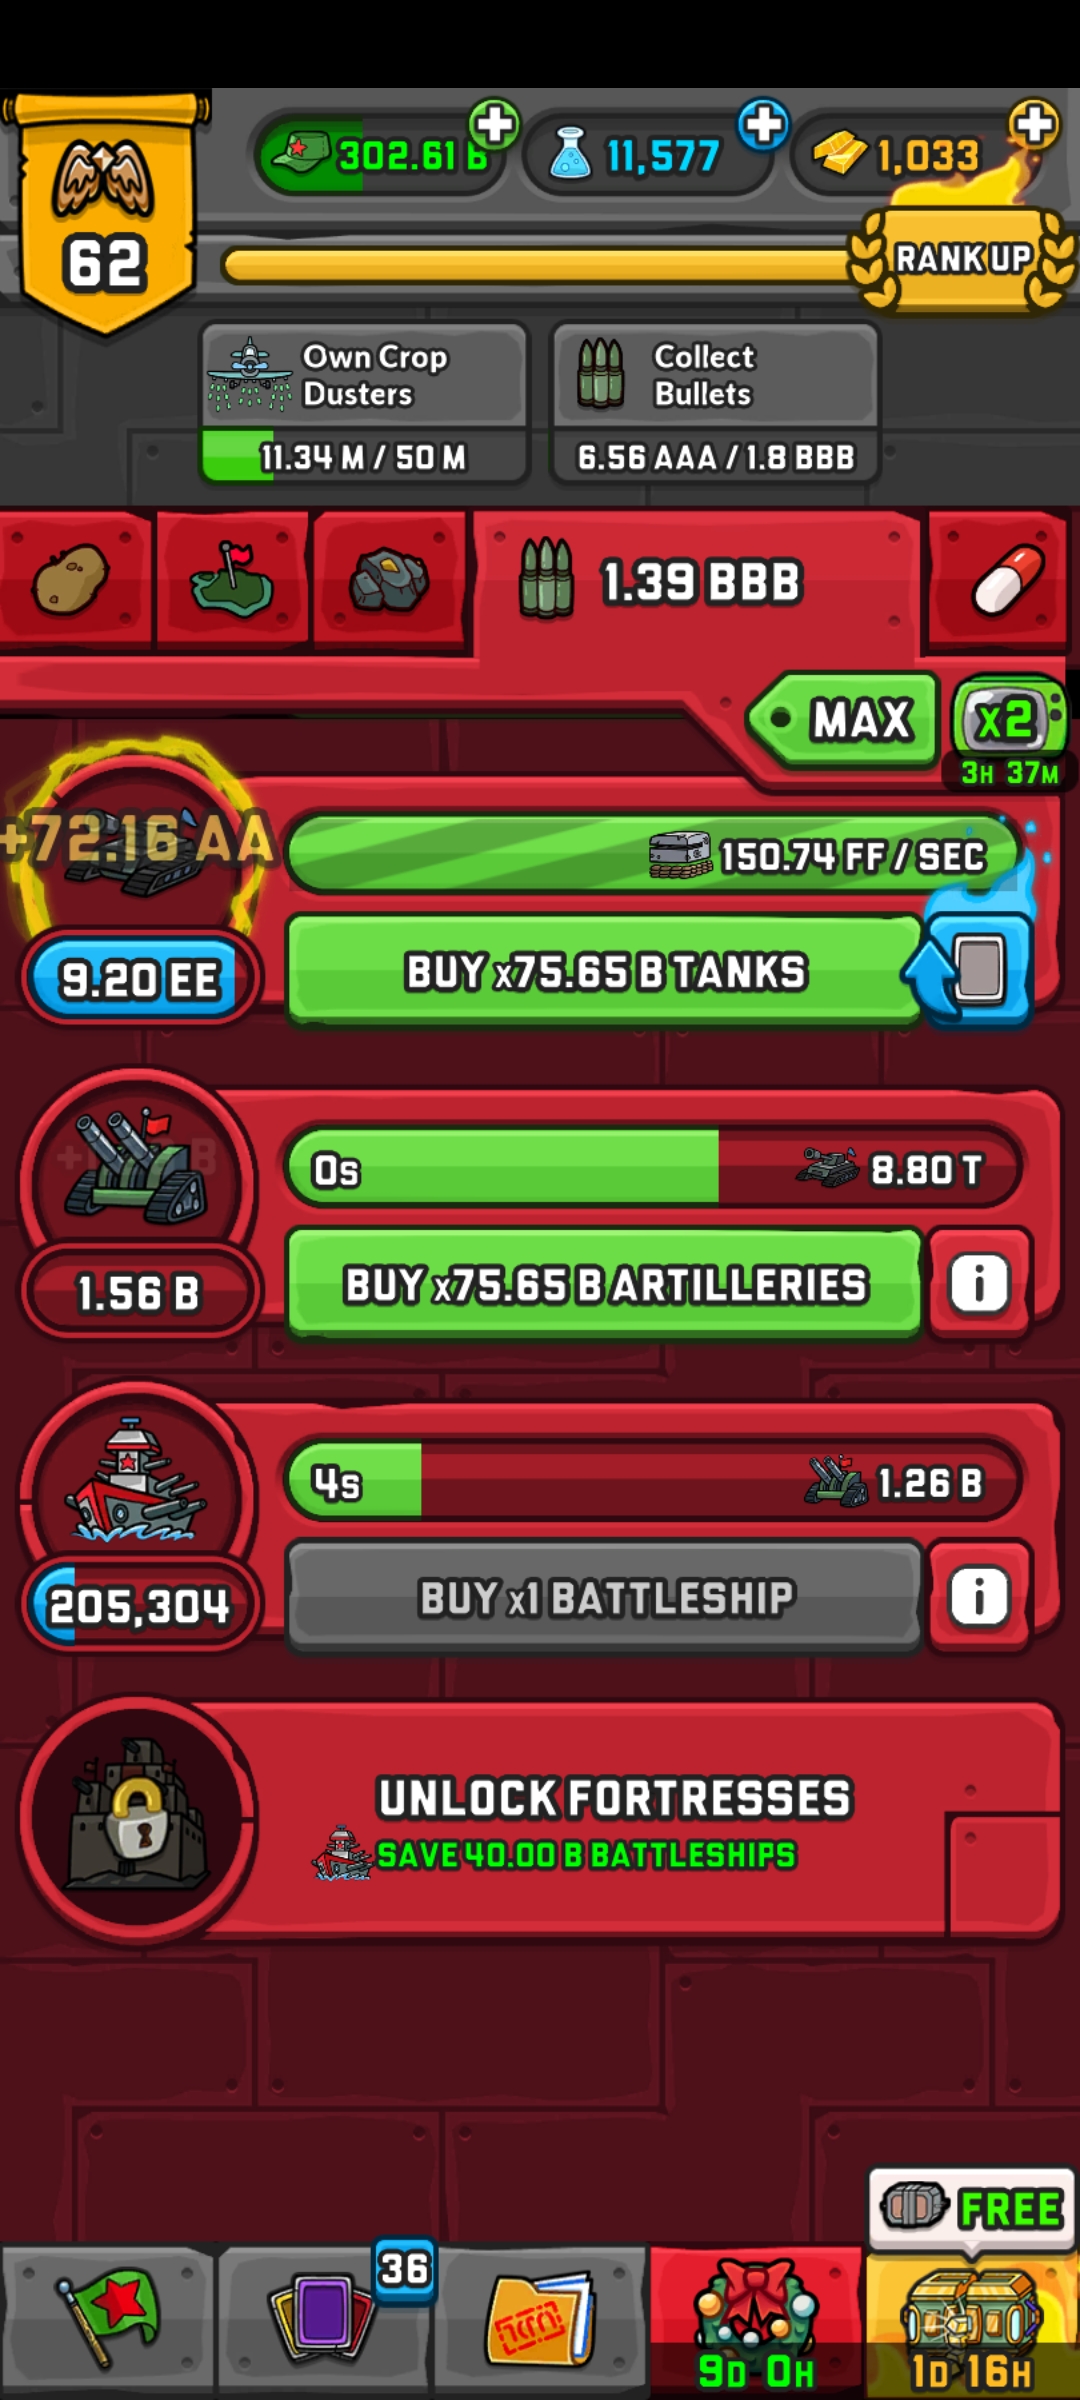 302.61 B
11,577
1,033
62
RANK UP
Own Crop
Dusters
11.34 M / 50 M
Collect
Bullets
6.56 AAA / 1.8 BBB
1.39 BBB
MAX
x2
3H 37M
+72.16 AA
150.74 FF / SEC
9.20 EE
BUY x75.65 B TANKS
0s
8.80 T
1.56 B
BUY x75.65 B ARTILLERIES
i
4s
1.26 B
205,304
BUY x1 BATTLESHIP
i
UNLOCK FORTRESSES
SAVE 40.00 B BATTLESHIPS
FREE
36
9D 0H
1D 16H